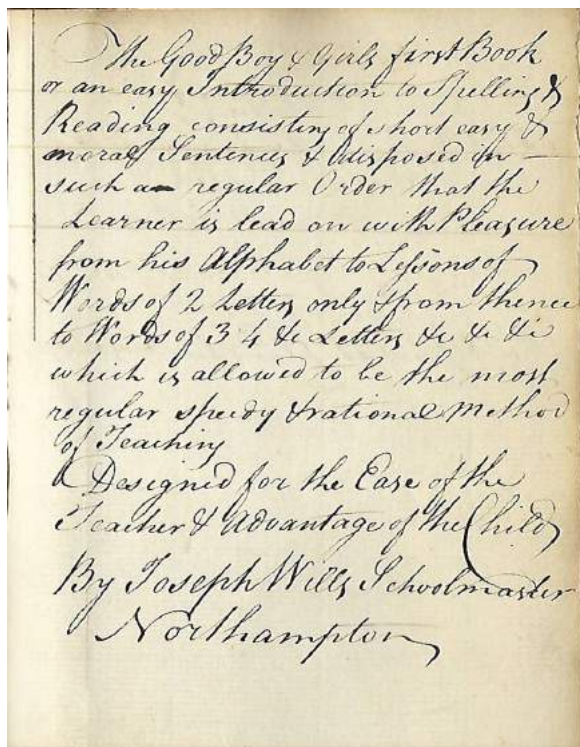 The Good Boy & Girls first Book
or an easy Introduction to Spelling &
Reading consisting of short easy &
moral Sentences & disposed in —
such a regular Order that the
Learner is lead on with Pleasure
from his Alphabet to Lessons of
Words of 2 Letters only & from thence
to Words of 3 4 &c Letters &c &c &c
which is allowed to be the most
regular speedy & rational Method
of Teaching
Designed for the Ease of the
Teacher & Advantage of the Child
By Joseph Wills Schoolmaster
Northampton